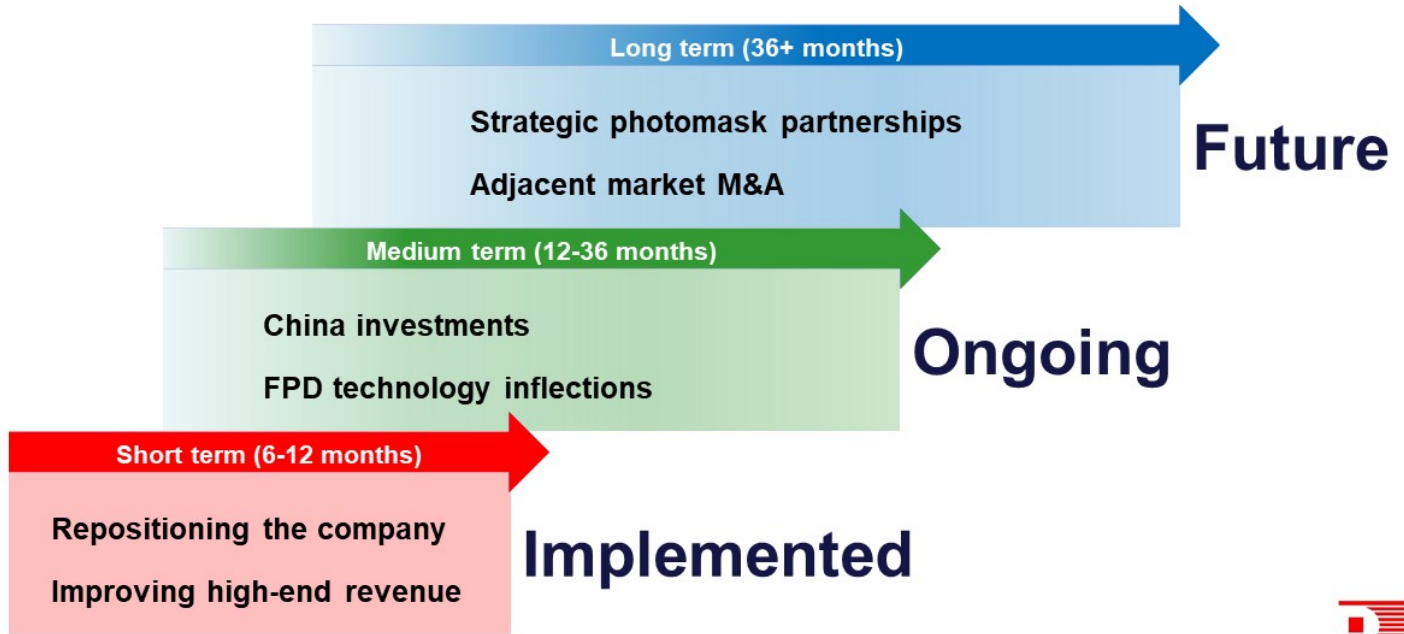 Long term (36+ months)
Strategic photomask partnerships
Adjacent market M&A
Future
Medium term (12-36 months)
China investments
FPD technology inflections
Ongoing
Short term (6-12 months)
Repositioning the company
Improving high-end revenue
Implemented